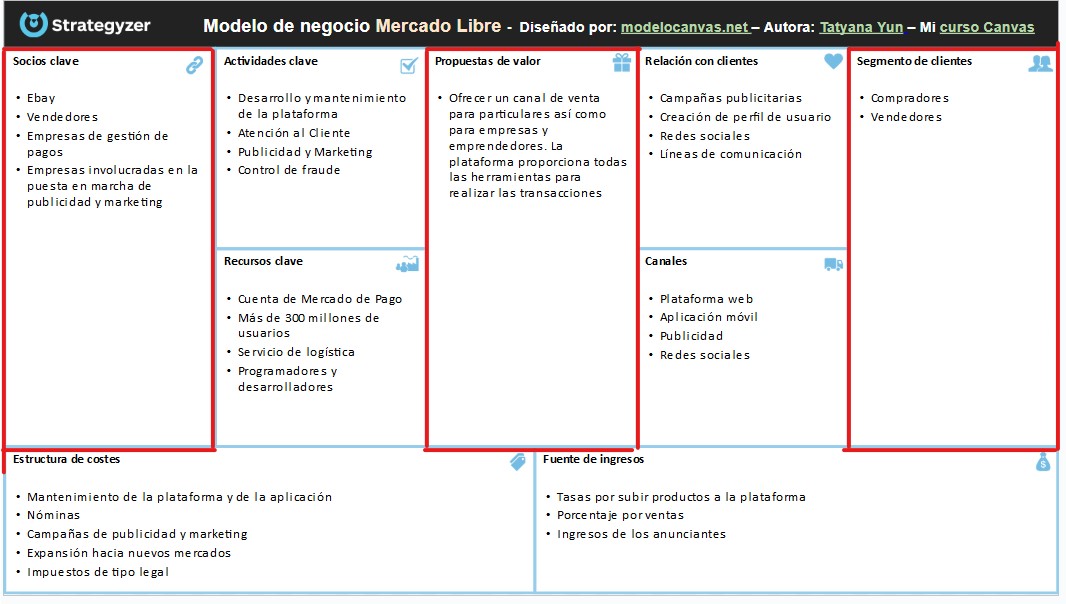 Strategyzer
Modelo de negocio Mercado Libre - Diseñado por: modelocanvas.net – Autora: Tatyana Yun – Mi curso Canvas
Socios clave
• Ebay
• Vendedores
• Empresas de gestión de
pagos
• Empresas involucradas en la
puesta en marcha de
publicidad y marketing
Actividades clave
• Desarrollo y mantenimiento
de la plataforma
• Atención al Cliente
• Publicidad y Marketing
• Control de fraude
Recursos clave
• Cuenta de Mercado de Pago
• Más de 300 millones de
usuarios
• Servicio de logística
• Programadores y
desarrolladores
Propuestas de valor
• Ofrecer un canal de venta
para particulares así como
para empresas y
emprendedores. La
plataforma proporciona todas
las herramientas para
realizar las transacciones
Relación con clientes
• Campañas publicitarias
• Creación de perfil de usuario
• Redes sociales
• Líneas de comunicación
Canales
• Plataforma web
• Aplicación móvil
• Publicidad
• Redes sociales
Segmento de clientes
• Compradores
• Vendedores
Estructura de costes
• Mantenimiento de la plataforma y de la aplicación
• Nóminas
• Campañas de publicidad y marketing
• Expansión hacia nuevos mercados
• Impuestos de tipo legal
Fuente de ingresos
• Tasas por subir productos a la plataforma
• Porcentaje por ventas
• Ingresos de los anunciantes